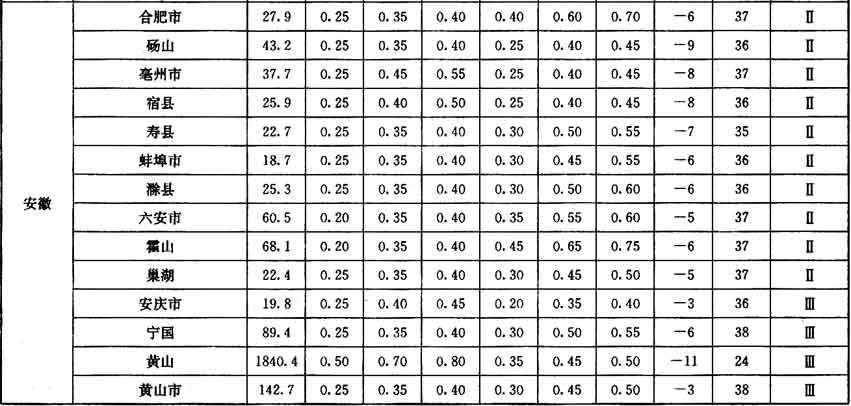 安徽
合肥市 27.9 0.25 0.35 0.40 0.40 0.60 0.70 -6 37 Ⅱ
砀山 43.2 0.25 0.35 0.40 0.25 0.40 0.45 -9 36 Ⅱ
亳州市 37.7 0.25 0.45 0.55 0.25 0.40 0.45 -8 37 Ⅱ
宿县 25.9 0.25 0.40 0.50 0.25 0.40 0.45 -8 36 Ⅱ
寿县 22.7 0.25 0.35 0.40 0.30 0.50 0.55 -7 35 Ⅱ
蚌埠市 18.7 0.25 0.35 0.40 0.30 0.45 0.55 -6 36 Ⅱ
滁县 25.3 0.25 0.35 0.40 0.30 0.50 0.60 -6 36 Ⅱ
六安市 60.5 0.20 0.35 0.40 0.35 0.55 0.60 -5 37 Ⅱ
霍山 68.1 0.20 0.35 0.40 0.45 0.65 0.75 -6 37 Ⅱ
巢湖 22.4 0.25 0.35 0.40 0.30 0.45 0.50 -5 37 Ⅱ
安庆市 19.8 0.25 0.40 0.45 0.20 0.35 0.40 -3 36 Ⅲ
宁国 89.4 0.25 0.35 0.40 0.30 0.50 0.55 -6 38 Ⅲ
黄山 1840.4 0.50 0.70 0.80 0.35 0.45 0.50 -11 24 Ⅲ
黄山市 142.7 0.25 0.35 0.40 0.30 0.45 0.50 -3 38 Ⅲ